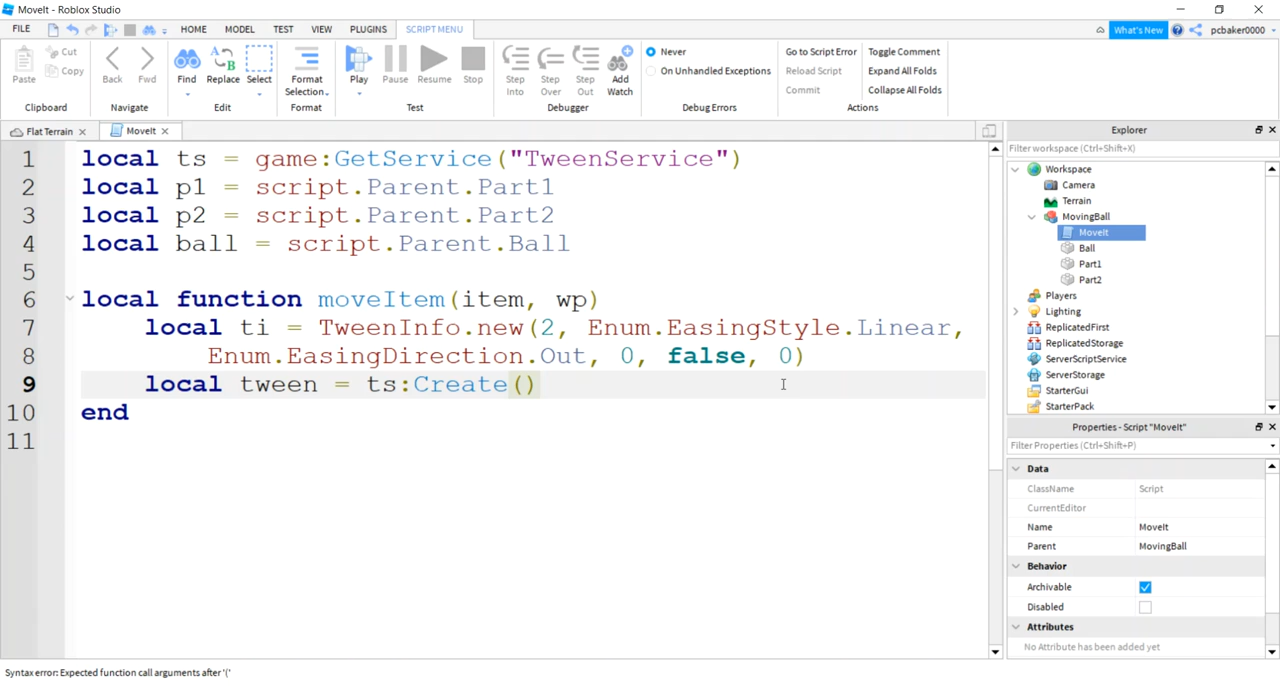 MoveIt - Roblox Studio
FILE HOME MODEL TEST VIEW PLUGINS SCRIPT MENU What's New pcbaker0000
Paste Cut Copy
Clipboard
Back Fwd
Navigate
Find Replace Select
Edit
Format Selection
Format
Play Pause Resume Stop
Test
Step Into Step Over Step Out Add Watch
Debugger
Never
On Unhandled Exceptions
Debug Errors
Go to Script Error Toggle Comment
Reload Script Expand All Folds
Commit Collapse All Folds
Actions
Flat Terrain MoveIt
1 local ts = game:GetService("TweenService")
2 local p1 = script.Parent.Part1
3 local p2 = script.Parent.Part2
4 local ball = script.Parent.Ball
5
6 local function moveItem(item, wp)
7 local ti = TweenInfo.new(2, Enum.EasingStyle.Linear,
8 Enum.EasingDirection.Out, 0, false, 0)
9 local tween = ts:Create()
10 end
11
Explorer
Filter workspace (Ctrl+Shift+X)
Workspace
Camera
Terrain
MovingBall
MoveIt
Ball
Part1
Part2
Players
Lighting
ReplicatedFirst
ReplicatedStorage
ServerScriptService
ServerStorage
StarterGui
StarterPack
Properties - Script "MoveIt"
Filter Properties (Ctrl+Shift+P)
Data
ClassName Script
CurrentEditor
Name MoveIt
Parent MovingBall
Behavior
Archivable
Disabled
Attributes
No Attribute has been added yet
Syntax error: Expected function call arguments after '('